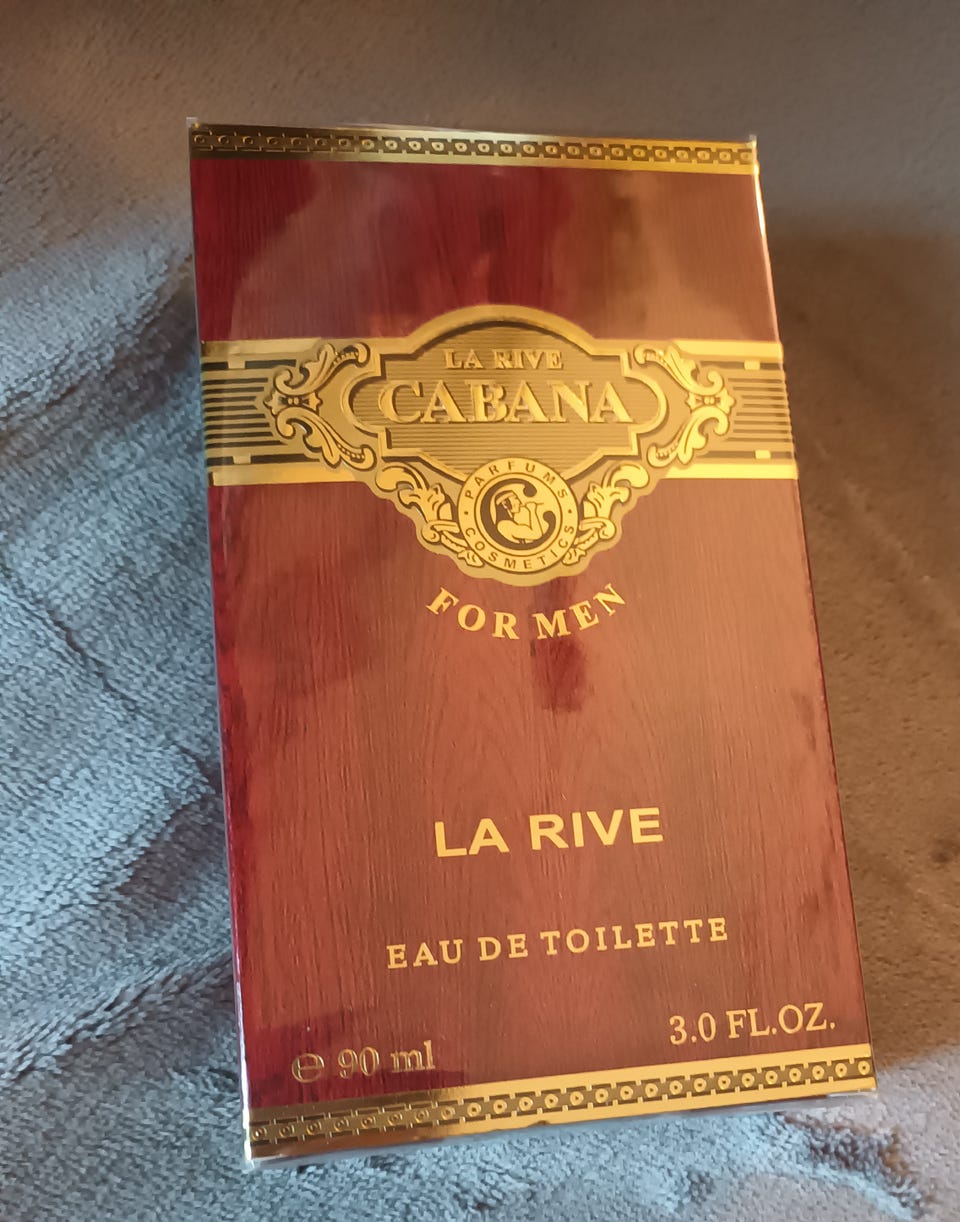 LA RIVE
CABANA
PARFUMS
COSMETICS
FOR MEN
LA RIVE
EAU DE TOILETTE
℮ 90 ml
3.0 FL.OZ.